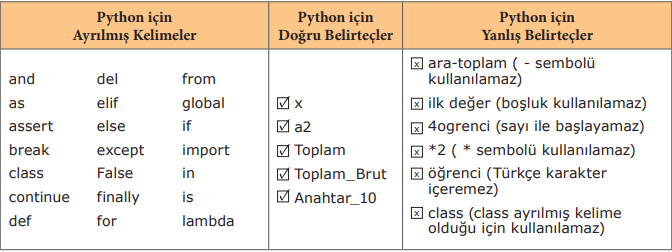 Python için
Ayrılmış Kelimeler
Python için
Doğru Belirteçler
Python için
Yanlış Belirteçler
and del from
as elif global
assert else if
break except import
class False in
continue finally is
def for lambda
x
a2
Toplam
Toplam_Brut
Anahtar_10
ara-toplam ( - sembolü
kullanılamaz)
ilk değer (boşluk kullanılamaz)
4ogrenci (sayı ile başlayamaz)
*2 ( * sembolü kullanılamaz)
öğrenci (Türkçe karakter
içeremez)
class (class ayrılmış kelime
olduğu için kullanılamaz)